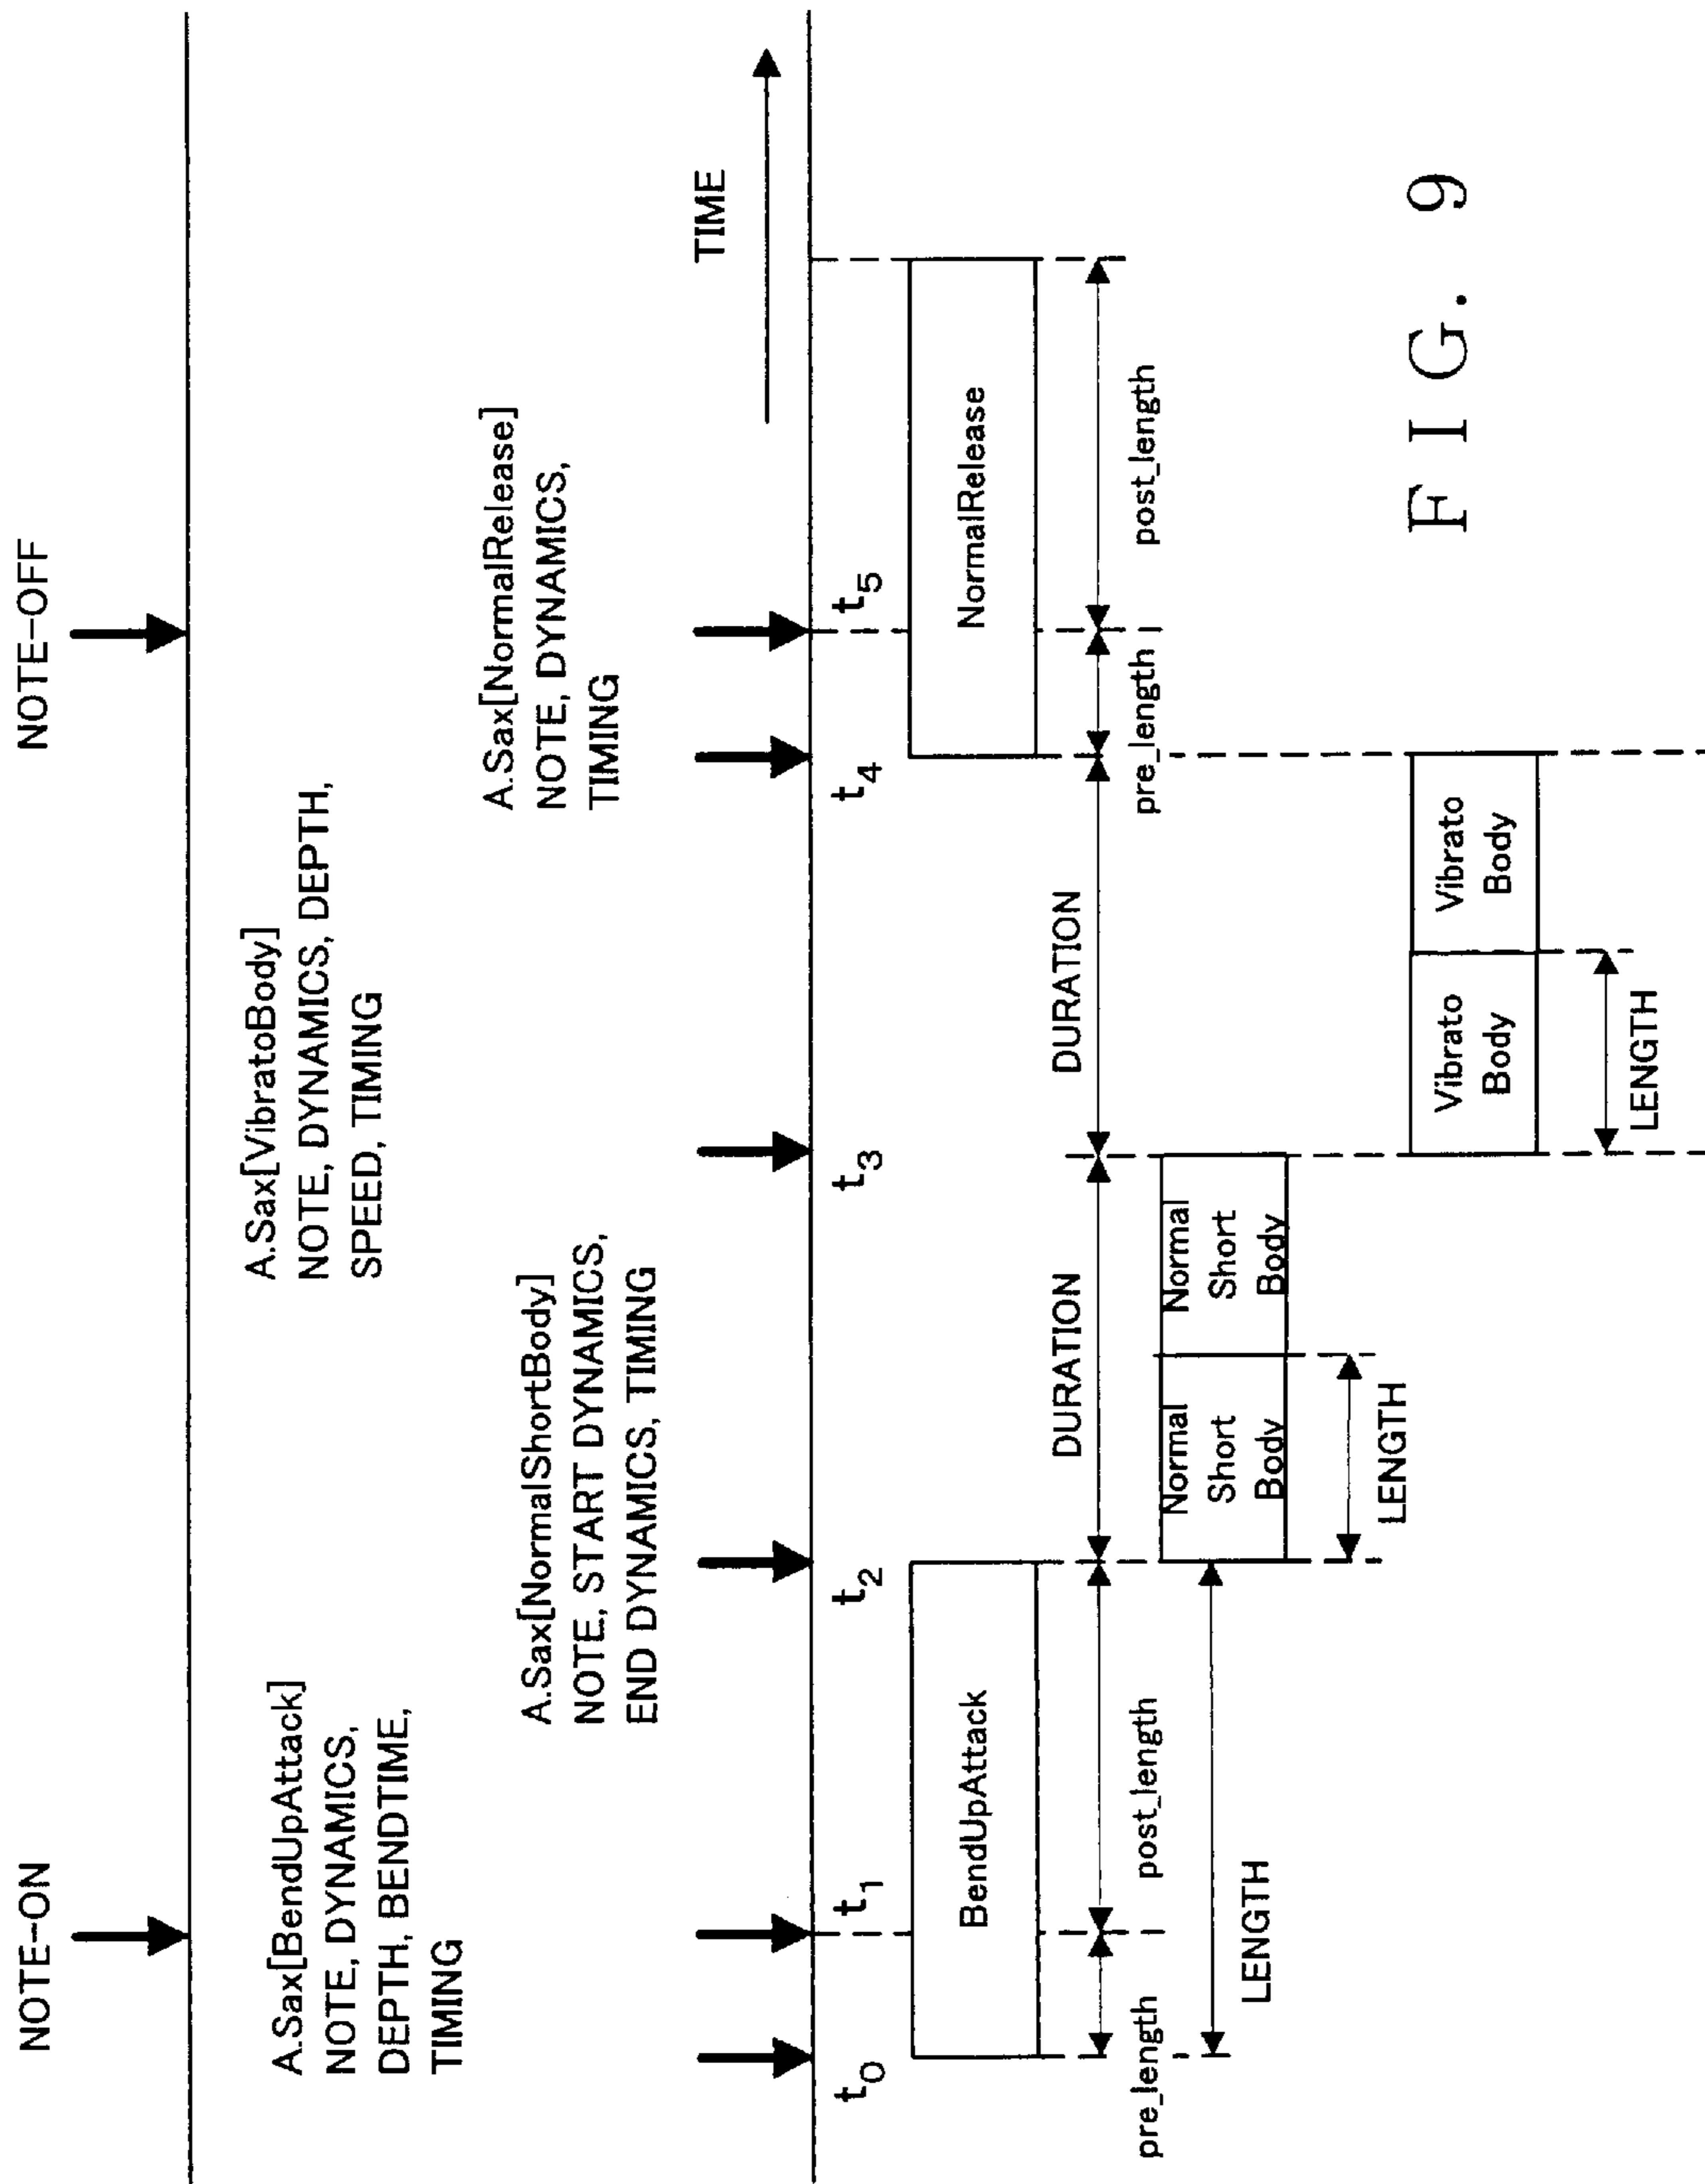 NOTE-ON
NOTE-OFF
A.Sax[BendUpAttack]
NOTE, DYNAMICS,
DEPTH, BENDTIME,
TIMING
A.Sax[VibratoBody]
NOTE, DYNAMICS, DEPTH,
SPEED, TIMING
A.Sax[NormalShortBody]
NOTE, START DYNAMICS,
END DYNAMICS, TIMING
A.Sax[NormalRelease]
NOTE, DYNAMICS,
TIMING
TIME
t0
t1
t2
t3
t4
t5
BendUpAttack
NormalRelease
pre_length
post_length
DURATION
DURATION
pre_length
post_length
LENGTH
Normal
Short
Body
Normal
Short
Body
LENGTH
Vibrato
Body
Vibrato
Body
LENGTH
FIG. 9